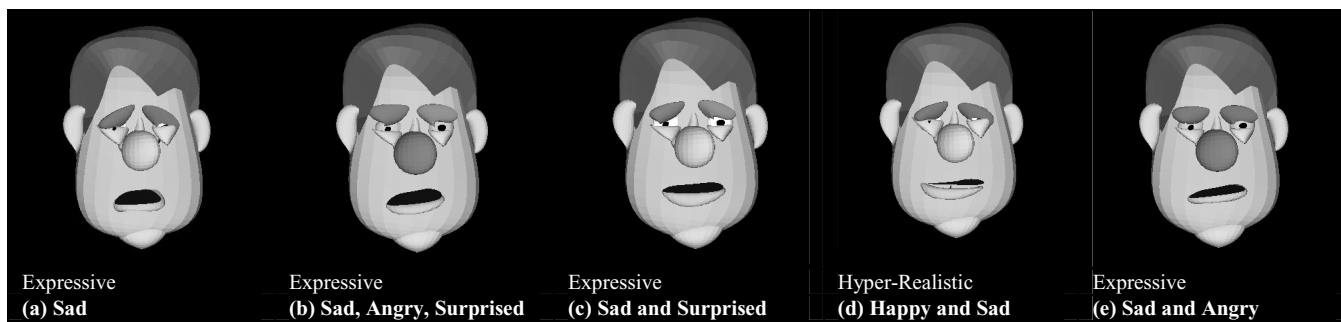 Expressive
(a) Sad
Expressive
(b) Sad, Angry, Surprised
Expressive
(c) Sad and Surprised
Hyper-Realistic
(d) Happy and Sad
Expressive
(e) Sad and Angry